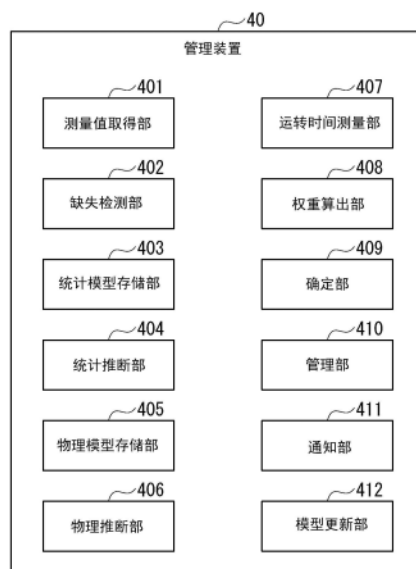 40
管理装置
401
测量值取得部
402
缺失检测部
403
统计模型存储部
404
统计推断部
405
物理模型存储部
406
物理推断部
407
运转时间测量部
408
权重算出部
409
确定部
410
管理部
411
通知部
412
模型更新部